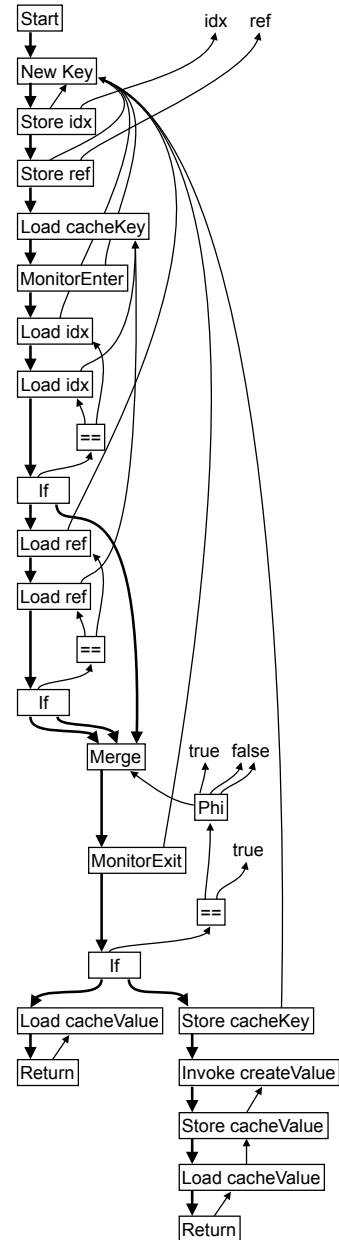 Start
idx ref
New Key
Store idx
Store ref
Load cacheKey
MonitorEnter
Load idx
Load idx
==
If
Load ref
Load ref
==
If
Merge
true false
Phi
MonitorExit
true
==
If
Load cacheValue
Store cacheKey
Return
Invoke createValue
Store cacheValue
Load cacheValue
Return